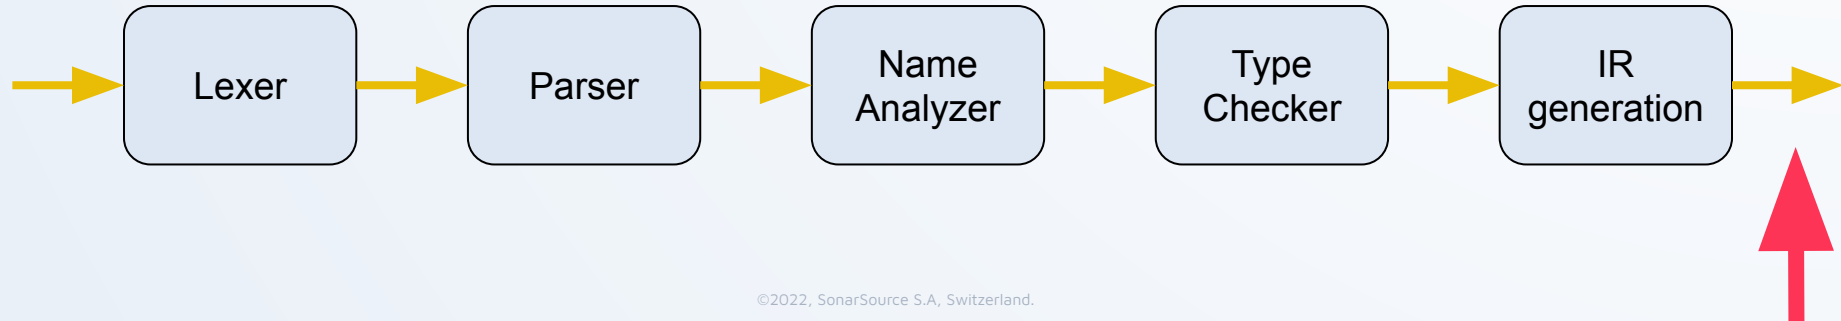 Lexer
Parser
Name
Analyzer
Type
Checker
IR
generation
©2022, SonarSource S.A, Switzerland.